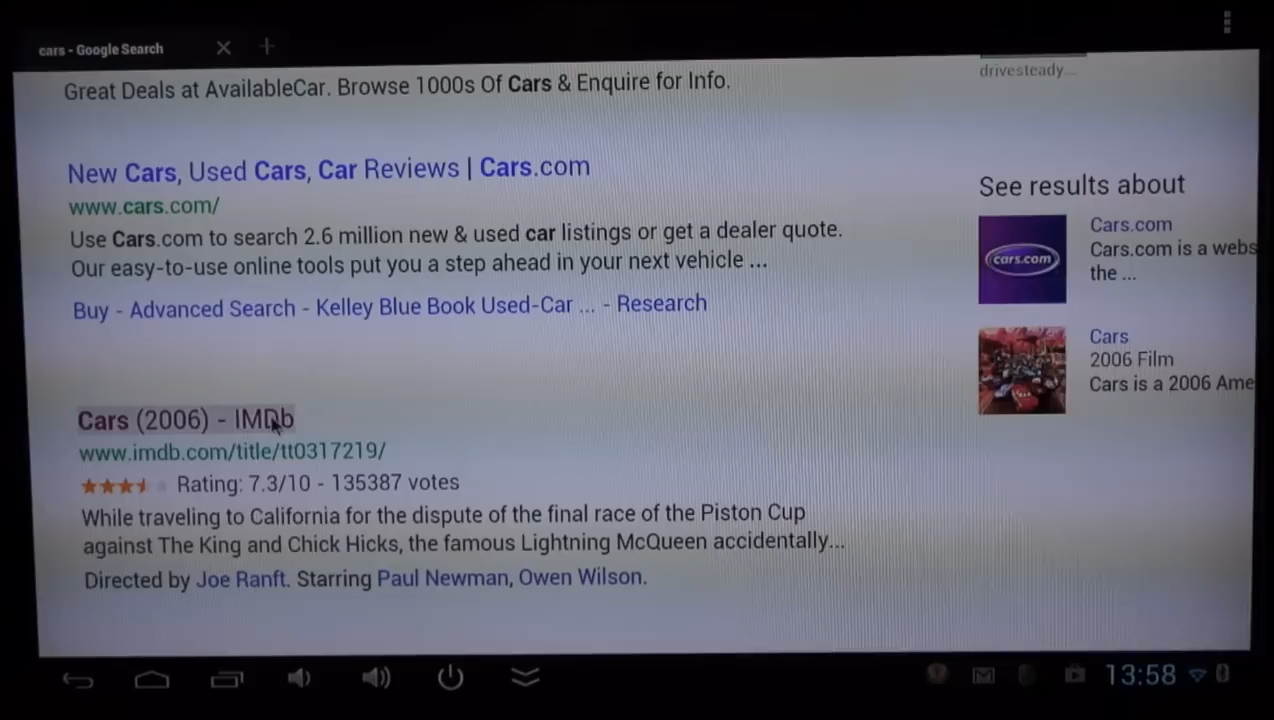 cars - Google Search
Great Deals at AvailableCar. Browse 1000s Of Cars & Enquire for Info.
New Cars, Used Cars, Car Reviews | Cars.com
www.cars.com/
Use Cars.com to search 2.6 million new & used car listings or get a dealer quote.
Our easy-to-use online tools put you a step ahead in your next vehicle ...
Buy - Advanced Search - Kelley Blue Book Used-Car ... - Research
Cars (2006) - IMDb
www.imdb.com/title/tt0317219/
Rating: 7.3/10 - 135387 votes
While traveling to California for the dispute of the final race of the Piston Cup
against The King and Chick Hicks, the famous Lightning McQueen accidentally...
Directed by Joe Ranft. Starring Paul Newman, Owen Wilson.
drivesteady...
See results about
cars.com
Cars.com
Cars.com is a webs
the ...
Cars
2006 Film
Cars is a 2006 Ame
13:58